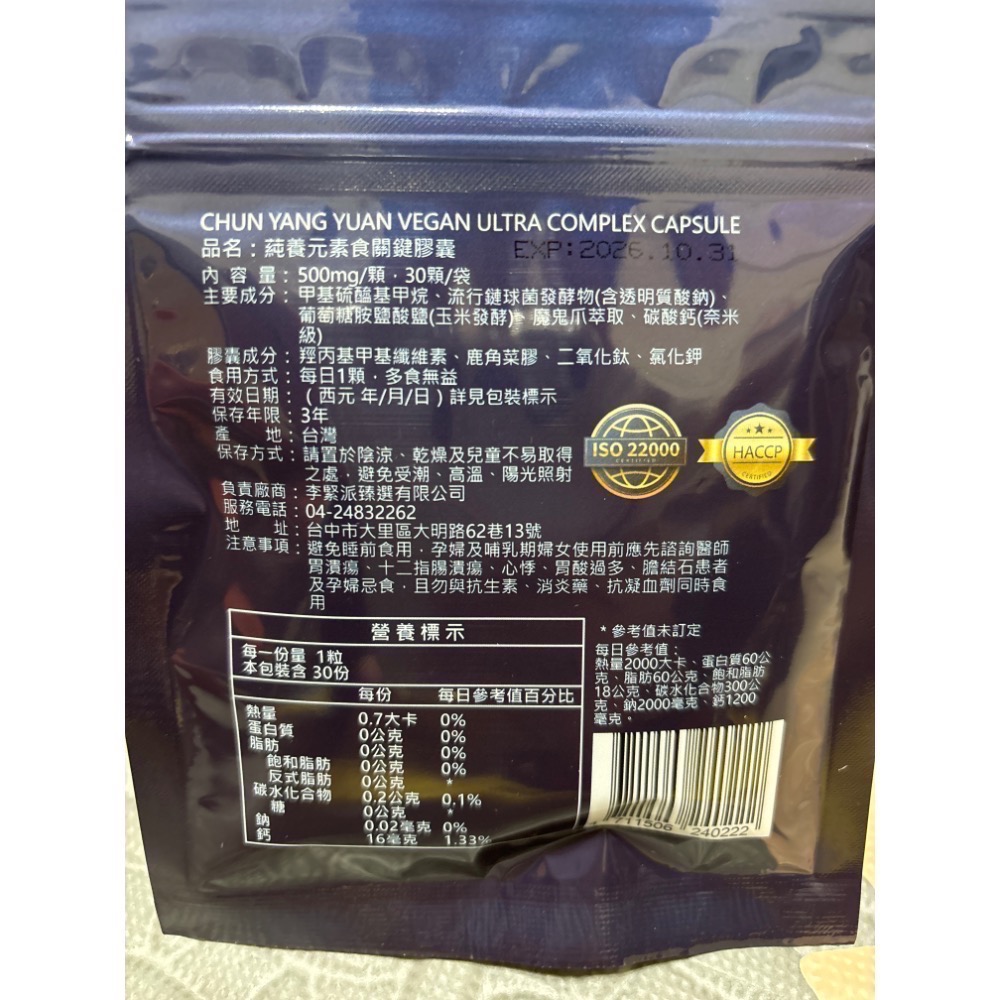 CHUN YANG YUAN VEGAN ULTRA COMPLEX CAPSULE
品名：蒓養元素食關鍵膠囊
EXP:2026.10.31
內 容 量：500mg/顆．30顆/袋
主要成分：甲基硫醯基甲烷、流行鏈球菌發酵物(含透明質酸鈉)、
葡萄糖胺鹽酸鹽(玉米發酵)、魔鬼爪萃取、碳酸鈣(奈米
級)
膠囊成分：羥丙基甲基纖維素、鹿角菜膠、二氧化鈦、氯化鉀
食用方式：每日1顆．多食無益
有效日期：（西元 年/月/日）詳見包裝標示
保存年限：3年
產　　地：台灣
保存方式：請置於陰涼、乾燥及兒童不易取得
之處．避免受潮、高溫、陽光照射
負責廠商：李緊派臻選有限公司
服務電話：04-24832262
地　　址：台中市大里區大明路62巷13號
注意事項：避免睡前食用．孕婦及哺乳期婦女使用前應先諮詢醫師
胃潰瘍、十二指腸潰瘍、心悸、胃酸過多、膽結石患者
及孕婦忌食．且勿與抗生素、消炎藥、抗凝血劑同時食
用
ISO 22000
CERTIFIED
HACCP
CERTIFIED
營養標示
每一份量 1粒
本包裝含 30份
每份 每日參考值百分比
熱量 0.7大卡 0%
蛋白質 0公克 0%
脂肪 0公克 0%
飽和脂肪 0公克 0%
反式脂肪 0公克 *
碳水化合物 0.2公克 0.1%
糖 0公克 *
鈉 0.02毫克 0%
鈣 16毫克 1.33%
* 參考值未訂定
每日參考值：
熱量2000大卡、蛋白質60公
克、脂肪60公克、飽和脂肪
18公克、碳水化合物300公
克、鈉2000毫克、鈣1200
毫克。
711506 240222